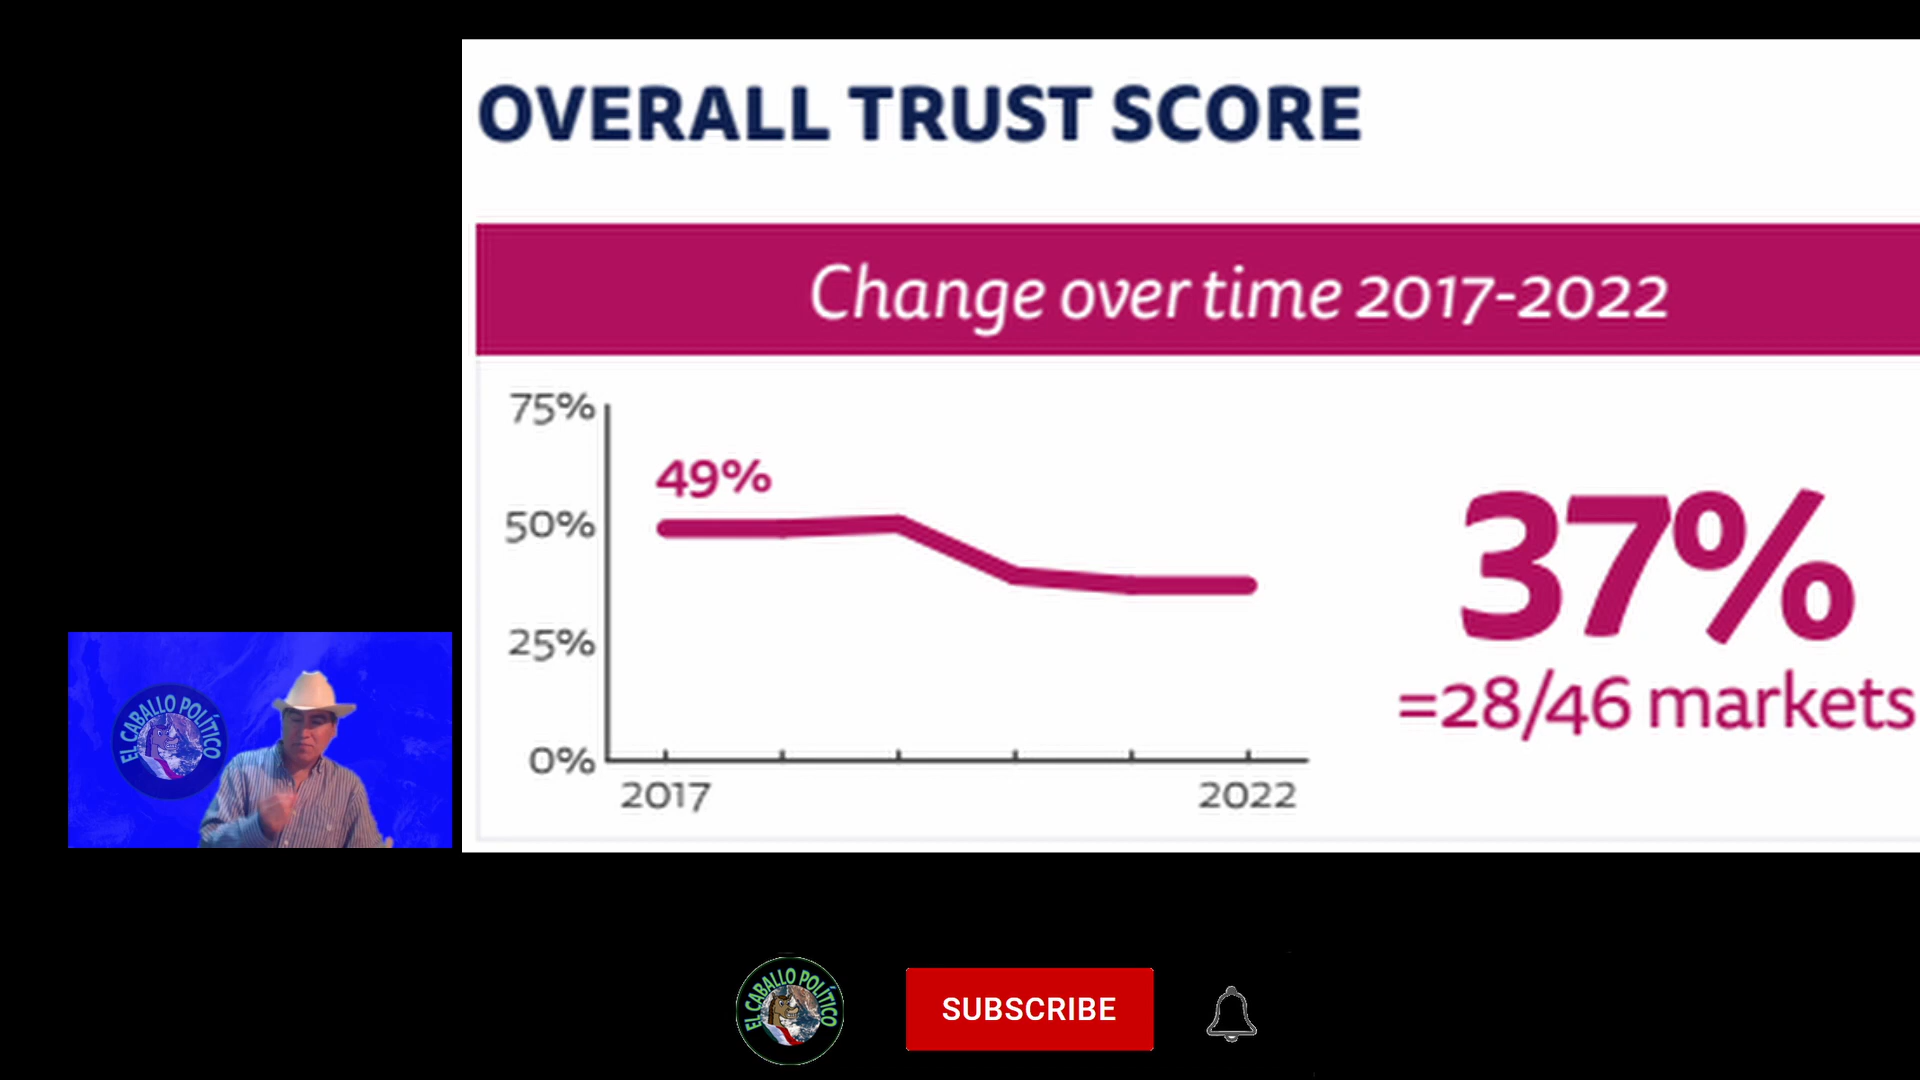 OVERALL TRUST SCORE
Change over time 2017-2022
75%
49%
50%
25%
0%
2017
2022
37%
=28/46 markets
EL CABALLO POLÍTICO
EL CABALLO POLÍTICO
SUBSCRIBE